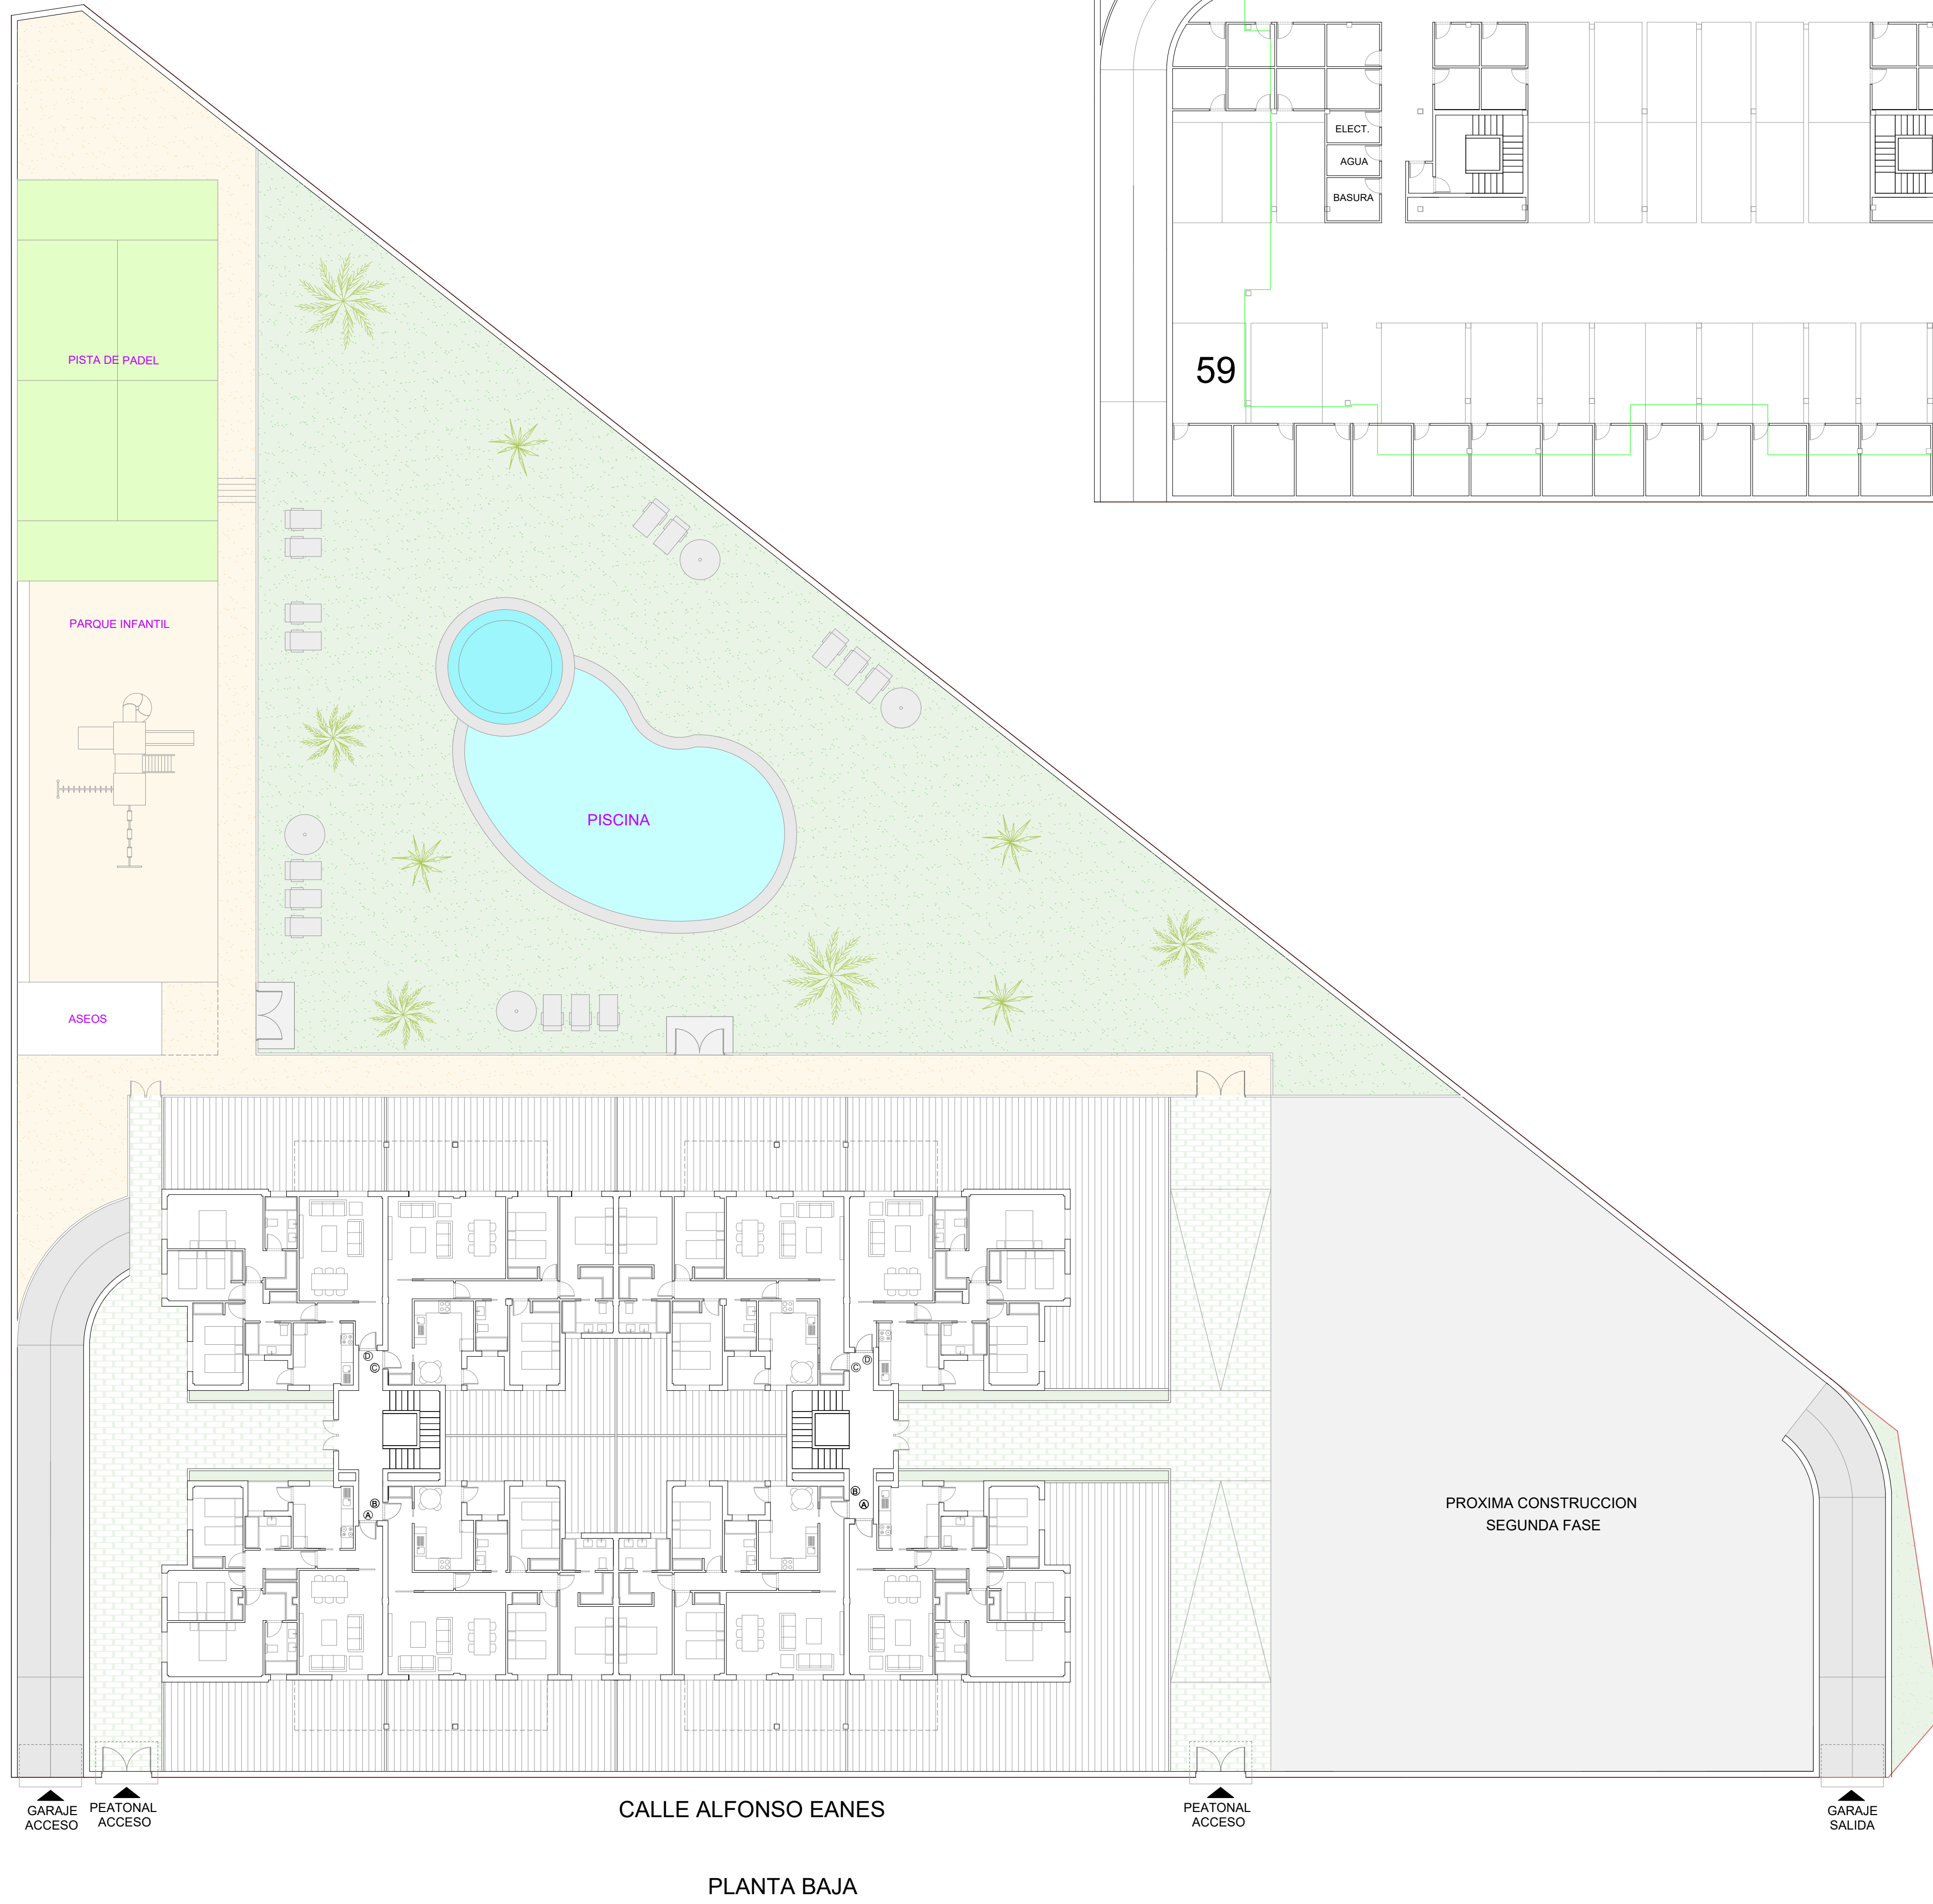 ELECT.
AGUA
BASURA
59
PISTA DE PADEL
PARQUE INFANTIL
PISCINA
ASEOS
D
C
C
D
B
A
B
A
PROXIMA CONSTRUCCION
SEGUNDA FASE
GARAJE
ACCESO
PEATONAL
ACCESO
CALLE ALFONSO EANES
PEATONAL
ACCESO
GARAJE
SALIDA
PLANTA BAJA